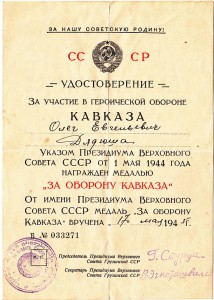 ЗА НАШУ СОВЕТСКУЮ РОДИНУ!
СС СР
УДОСТОВЕРЕНИЕ
ЗА УЧАСТИЕ В ГЕРОИЧЕСКОЙ ОБОРОНЕ
КАВКАЗА
Олег Евгеньевич
Дядюша
УКАЗОМ ПРЕЗИДИУМА ВЕРХОВНОГО
СОВЕТА СССР ОТ 1 МАЯ 1944 ГОДА
НАГРАЖДЕН МЕДАЛЬЮ
„ЗА ОБОРОНУ КАВКАЗА“
ОТ ИМЕНИ ПРЕЗИДИУМА ВЕРХОВНОГО
СОВЕТА СССР МЕДАЛЬ „ЗА ОБОРОНУ
КАВКАЗА“ ВРУЧЕНА 194
№ 033271
Председатель Президиума Верховного
Совета Грузинской ССР
Секретарь Президиума Верховного
Совета Грузинской ССР